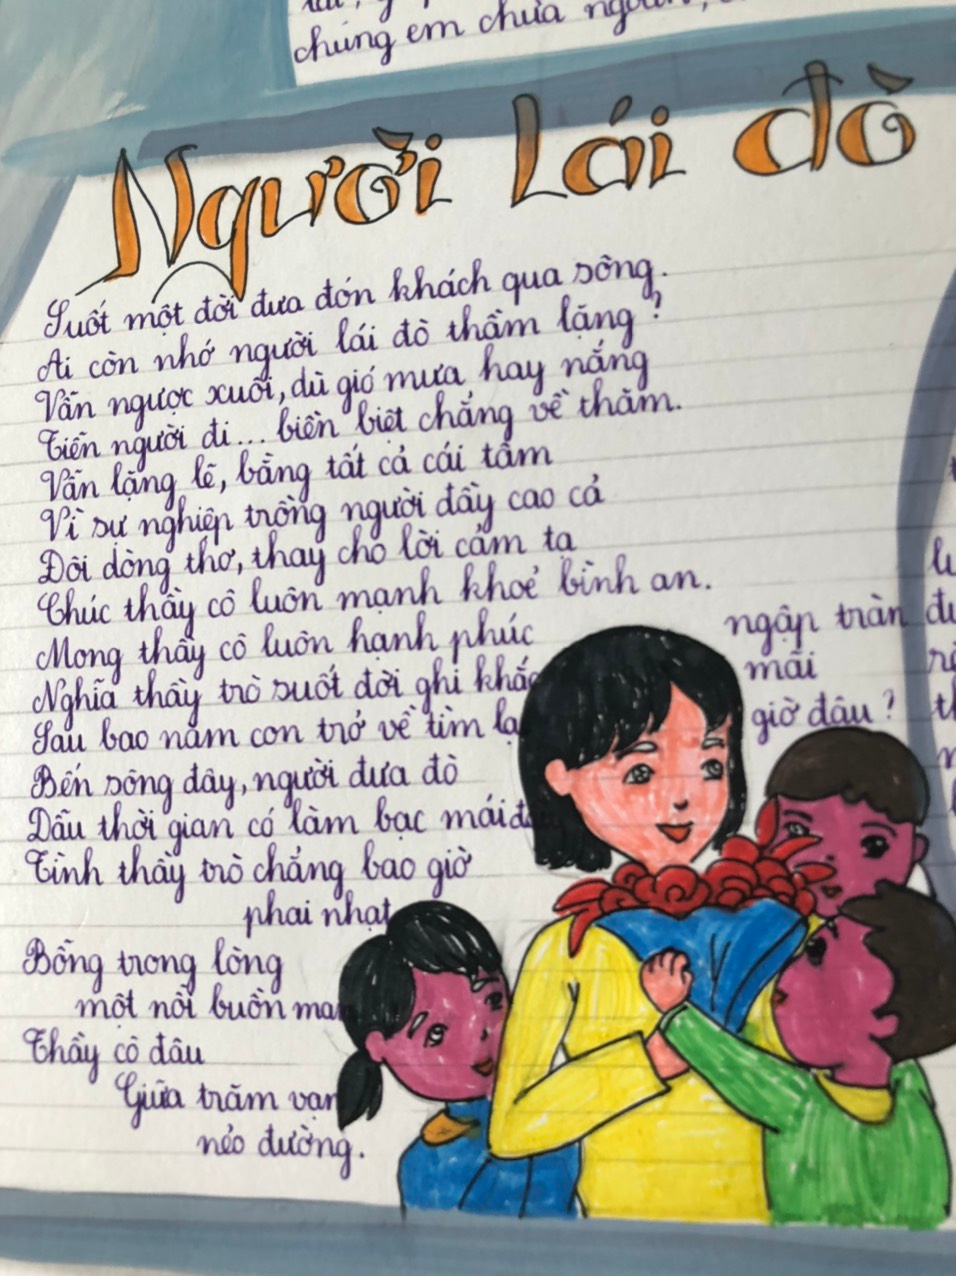 chúng em chưa
Người lái đò
Suốt một đời đưa đón khách qua sông.
Ai còn nhớ người lái đò thầm lặng?
Vẫn ngược xuôi, dù gió mưa hay nắng
Tiễn người đi... biền biệt chẳng về thăm.
Vẫn lặng lẽ, bằng tất cả cái tâm
Vì sự nghiệp trồng người đầy cao cả
Đôi dòng thơ, thay cho lời cảm tạ
Chúc thầy cô luôn mạnh khoẻ bình an.
Mong thầy cô luôn hạnh phúc ngập tràn
Nghĩa thầy trò suốt đời ghi khắc mãi
Sau bao năm con trở về tìm lạ giờ đâu?
Bến sông đây, người đưa đò
Dẫu thời gian có làm bạc mái
Tình thầy trò chẳng bao giờ
phai nhạt
Bỗng trong lòng
một nỗi buồn man
Thầy cô đâu
Giữa trăm vạn
nẻo đường.